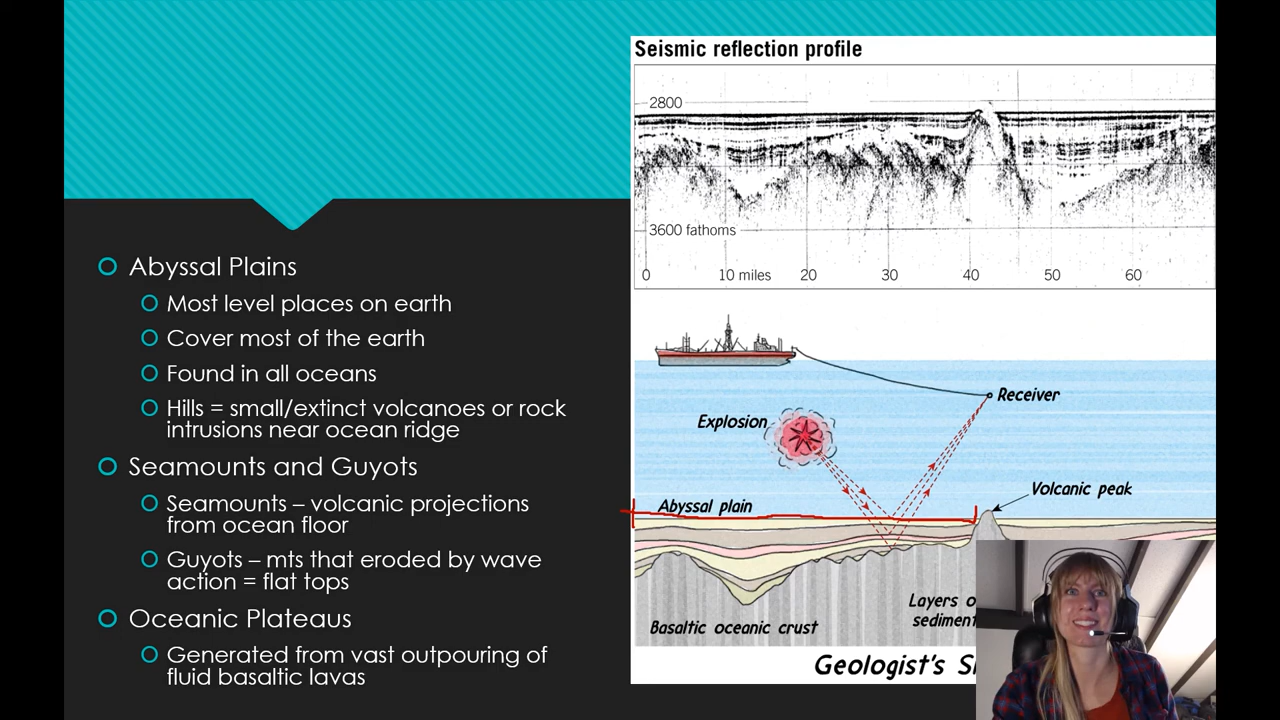 Abyssal Plains
Most level places on earth
Cover most of the earth
Found in all oceans
Hills = small/extinct volcanoes or rock
intrusions near ocean ridge
Seamounts and Guyots
Seamounts – volcanic projections
from ocean floor
Guyots – mts that eroded by wave
action = flat tops
Oceanic Plateaus
Generated from vast outpouring of
fluid basaltic lavas
Seismic reflection profile
2800
3600 fathoms
0 10 miles 20 30 40 50 60
Receiver
Explosion
Volcanic peak
Abyssal plain
Layers o
sediment
Basaltic oceanic crust
Geologist's